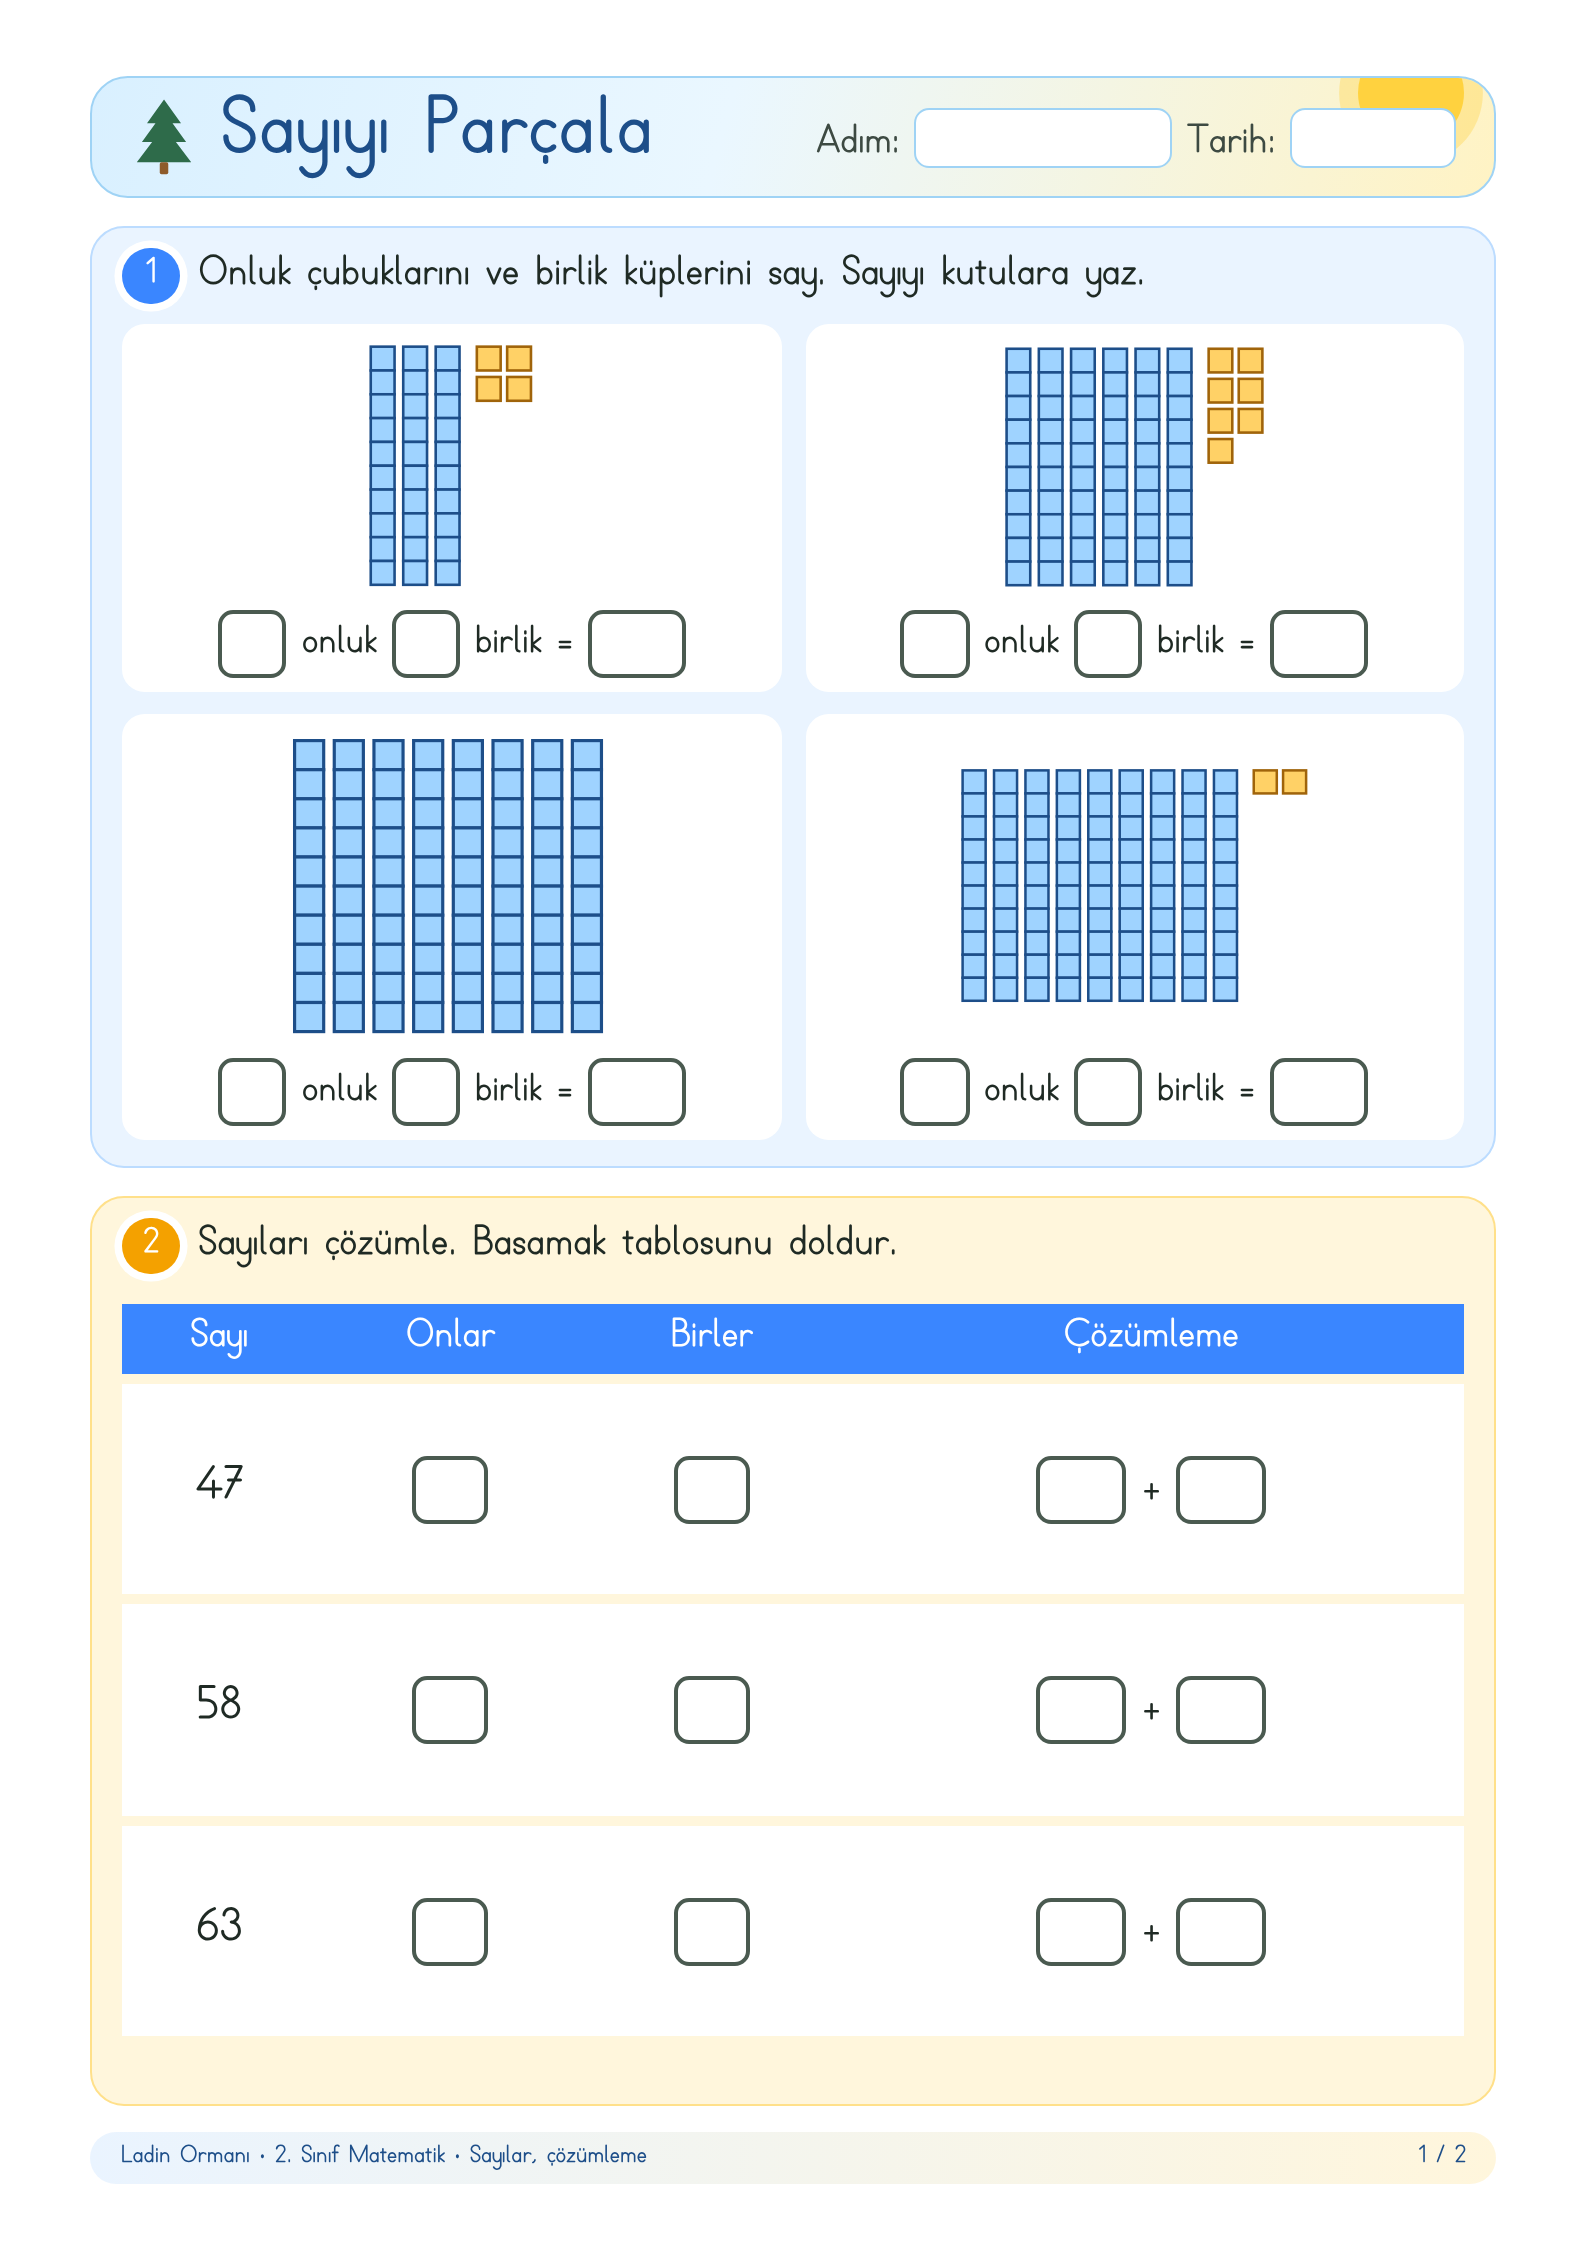 Sayıyı Parçala
Adım: Tarih:
1 Onluk çubuklarını ve birlik küplerini say. Sayıyı kutulara yaz.
onluk birlik =
onluk birlik =
onluk birlik =
onluk birlik =
2 Sayıları çözümle. Basamak tablosunu doldur.
Sayı Onlar Birler Çözümleme
47 +
58 +
63 +
Ladin Ormanı • 2. Sınıf Matematik • Sayılar, çözümleme 1 / 2